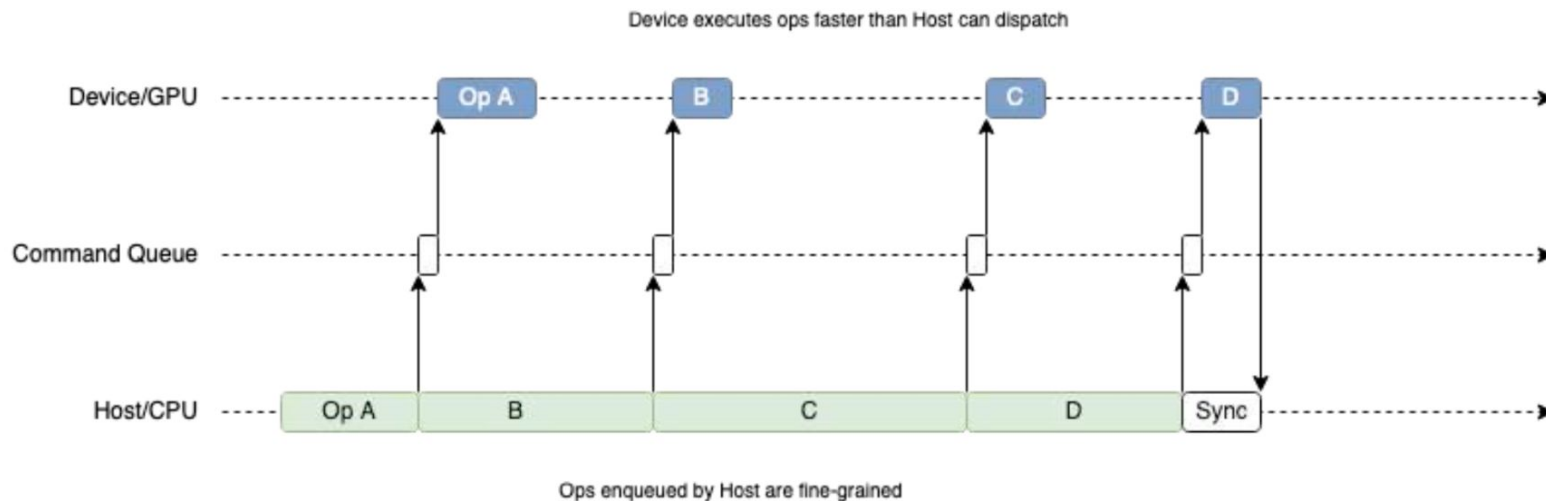 Device executes ops faster than Host can dispatch
Device/GPU
Op A
B
C
D
Command Queue
Host/CPU
Op A
B
C
D
Sync
Ops enqueued by Host are fine-grained